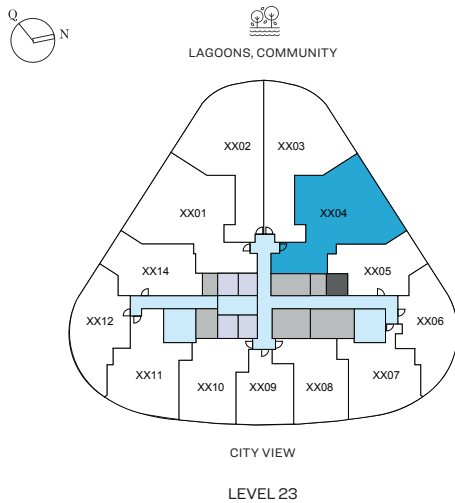 Q
N
LAGOONS, COMMUNITY
XX02
XX03
XX01
XX04
XX14
XX05
XX12
XX06
XX11
XX10
XX09
XX08
XX07
CITY VIEW
LEVEL 23